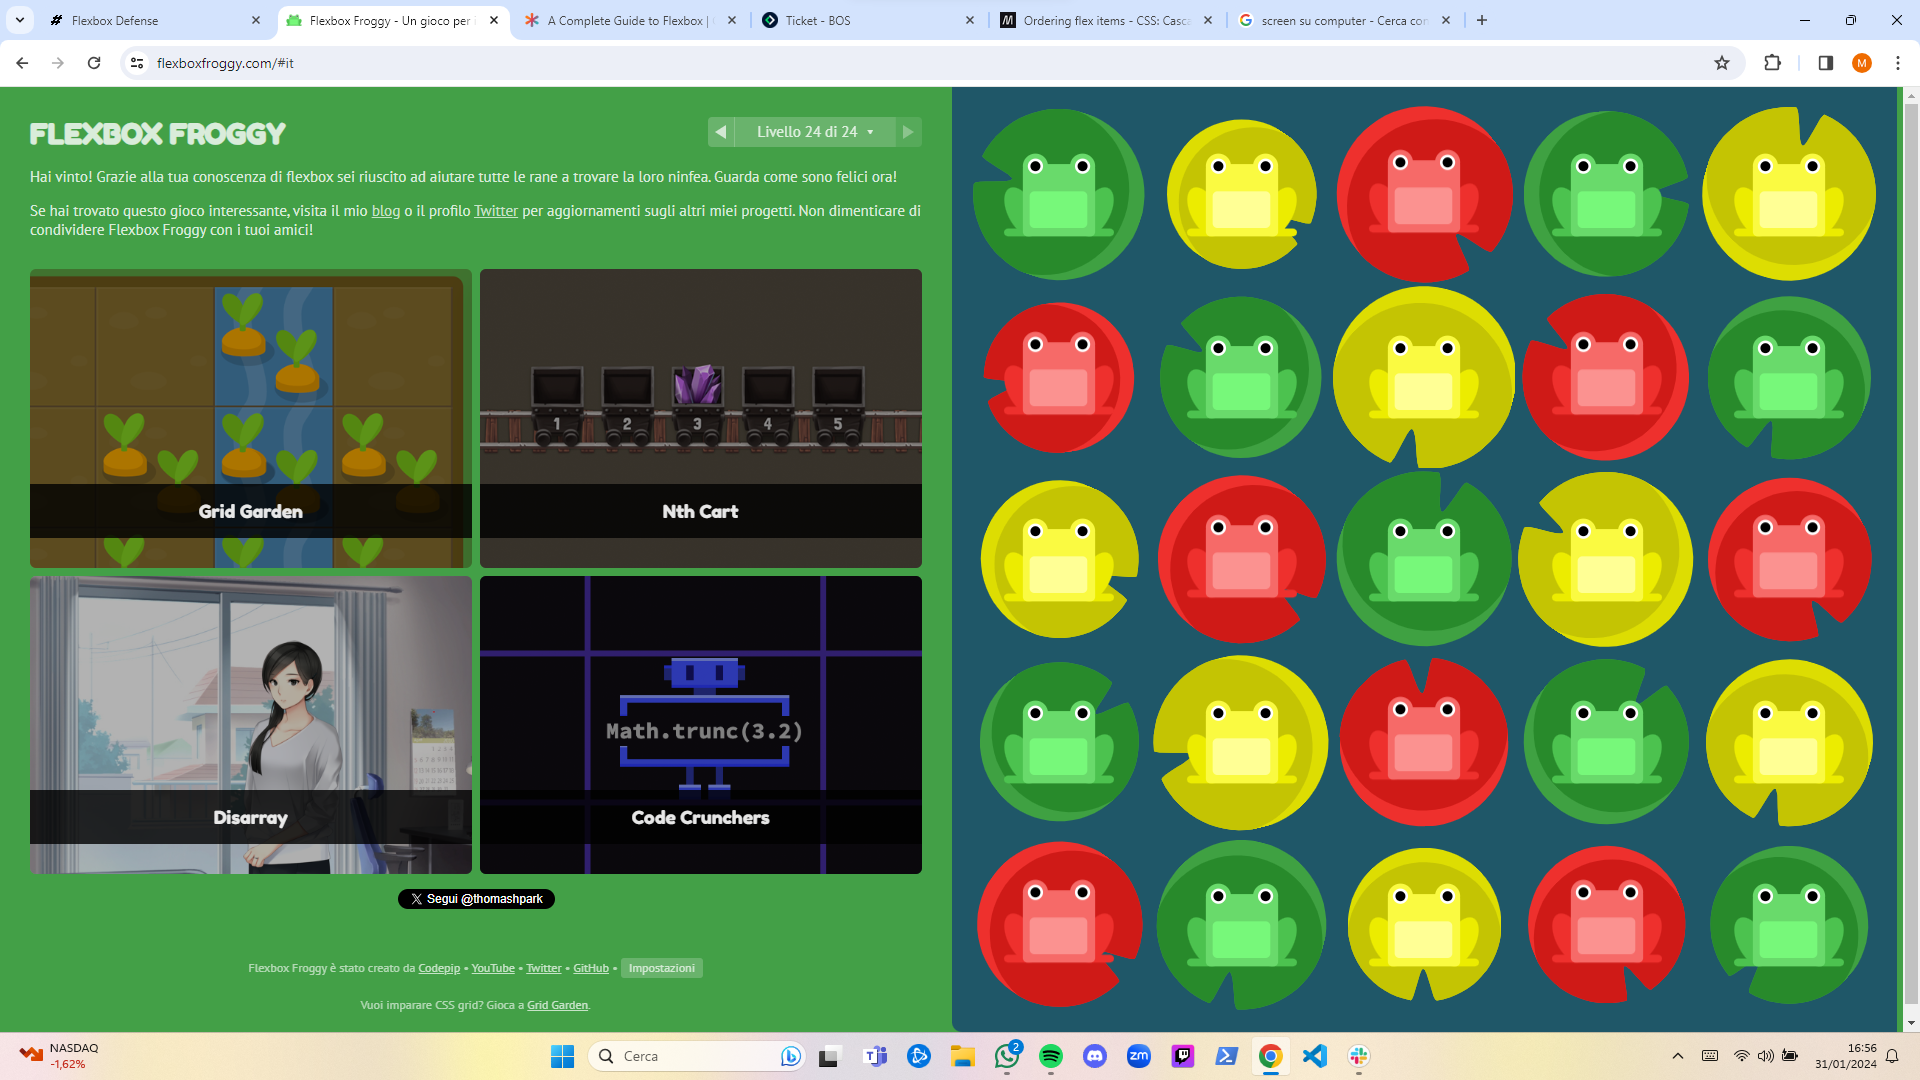 Flexbox Defense
Flexbox Froggy - Un gioco per i
A Complete Guide to Flexbox |
Ticket - BOS
Ordering flex items - CSS: Casca
screen su computer - Cerca con
flexboxfroggy.com/#it
M
FLEXBOX FROGGY
Livello 24 di 24
Hai vinto! Grazie alla tua conoscenza di flexbox sei riuscito ad aiutare tutte le rane a trovare la loro ninfea. Guarda come sono felici ora!
Se hai trovato questo gioco interessante, visita il mio blog o il profilo Twitter per aggiornamenti sugli altri miei progetti. Non dimenticare di
condividere Flexbox Froggy con i tuoi amici!
1 2 3 4 5
Grid Garden
Nth Cart
Math.trunc(3.2)
Disarray
Code Crunchers
Segui @thomashpark
Flexbox Froggy è stato creato da Codepip • YouTube • Twitter • GitHub • Impostazioni
Vuoi imparare CSS grid? Gioca a Grid Garden.
NASDAQ
-1,62%
Cerca
2
zm
16:56
31/01/2024